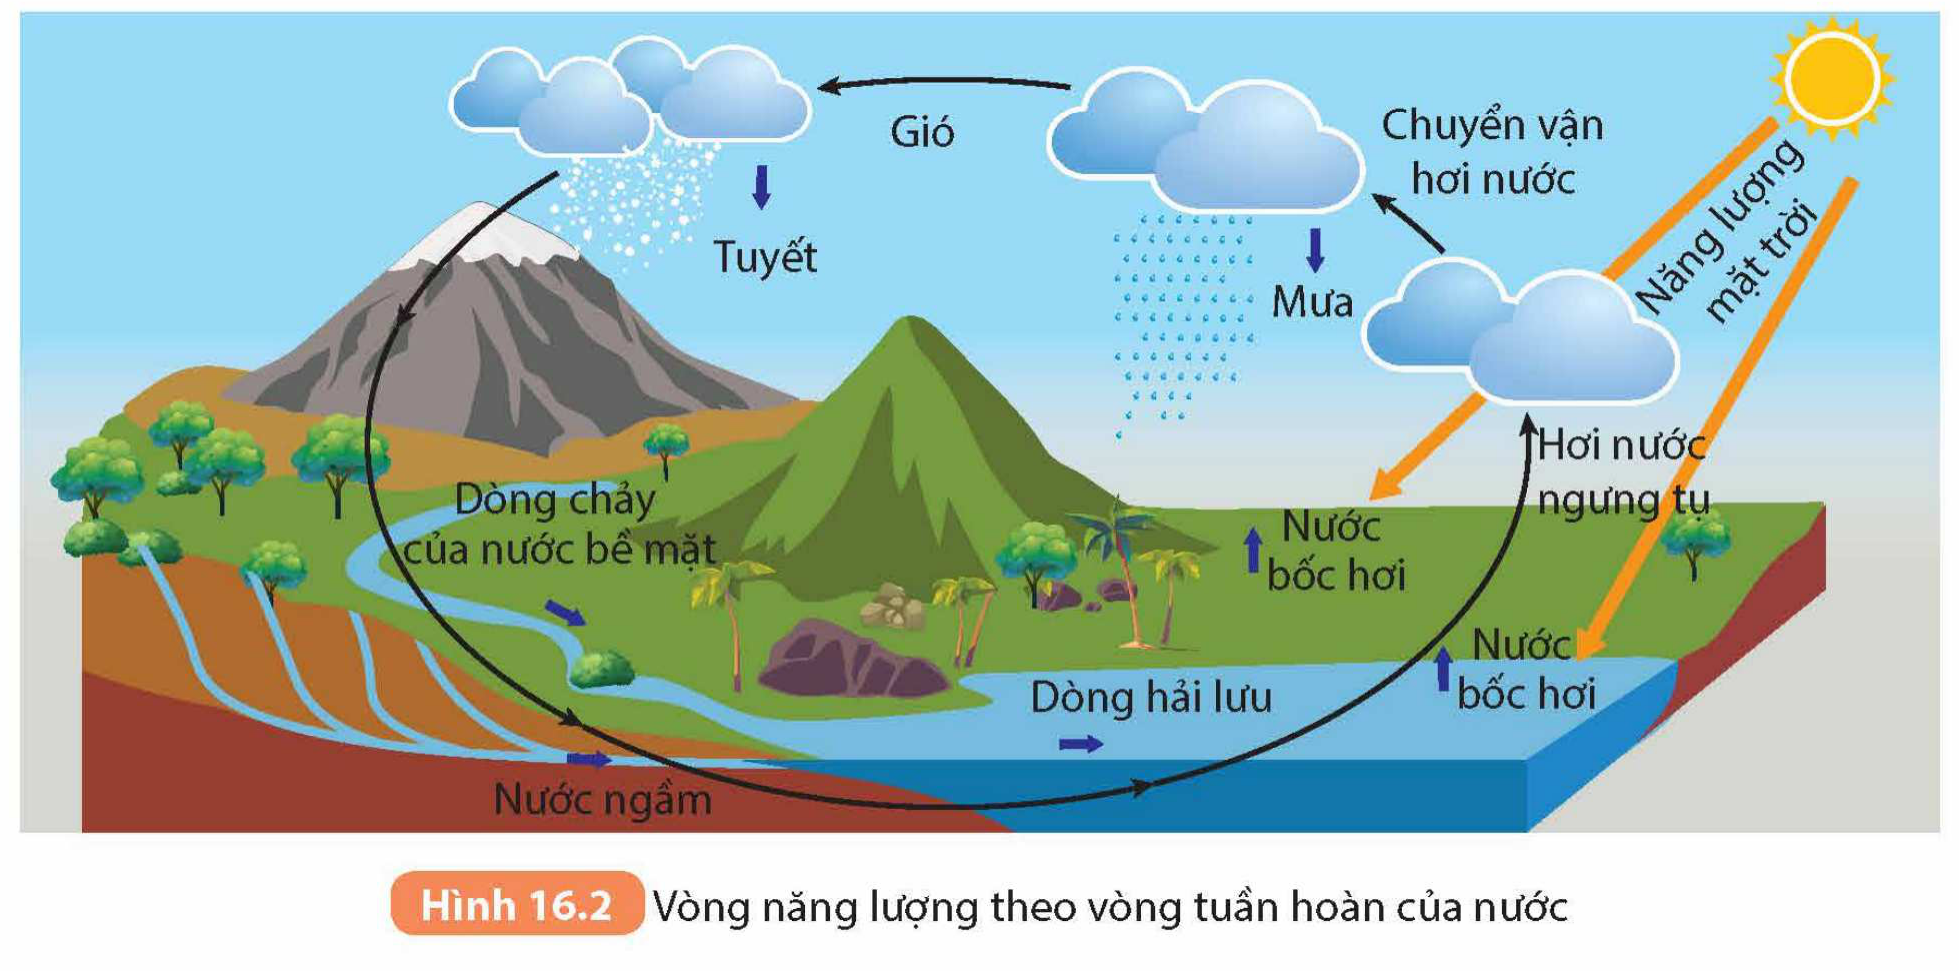 Gió
Chuyển vận
hơi nước
Năng lượng
mặt trời
Tuyết
Mưa
Hơi nước
ngưng tụ
Dòng chảy
của nước bề mặt
Nước
bốc hơi
Nước
bốc hơi
Dòng hải lưu
Nước ngầm
Hình 16.2 Vòng năng lượng theo vòng tuần hoàn của nước